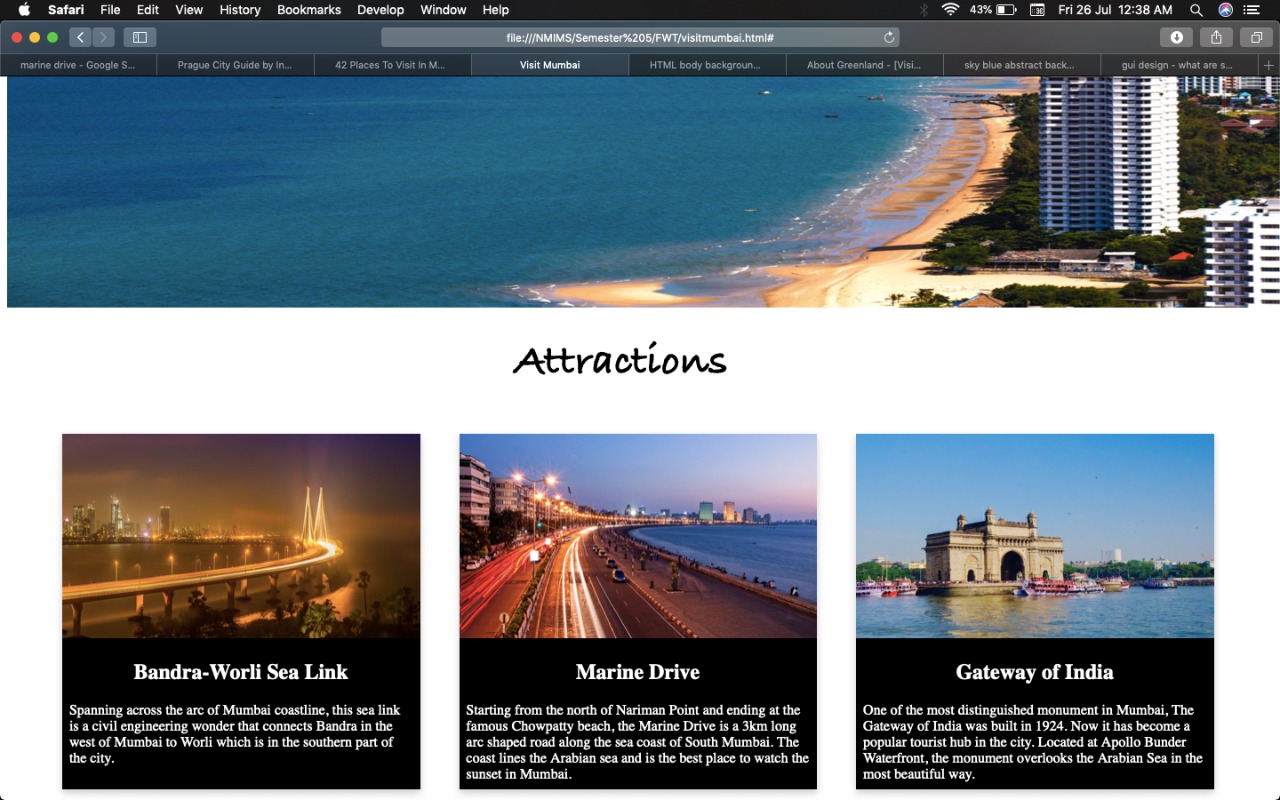 Safari File Edit View History Bookmarks Develop Window Help 43% Fri 26 Jul 12:38 AM
file:///NMIMS/Semester%205/FWT/visitmumbai.html#
marine drive - Google S... Prague City Guide by In... 42 Places To Visit In M... Visit Mumbai HTML body backgroun... About Greenland - [Visi... sky blue abstract back... gui design - what are s...
Attractions
Bandra-Worli Sea Link
Spanning across the arc of Mumbai coastline, this sea link
is a civil engineering wonder that connects Bandra in the
west of Mumbai to Worli which is in the southern part of
the city.
Marine Drive
Starting from the north of Nariman Point and ending at the
famous Chowpatty beach, the Marine Drive is a 3km long
arc shaped road along the sea coast of South Mumbai. The
coast lines the Arabian sea and is the best place to watch the
sunset in Mumbai.
Gateway of India
One of the most distinguished monument in Mumbai, The
Gateway of India was built in 1924. Now it has become a
popular tourist hub in the city. Located at Apollo Bunder
Waterfront, the monument overlooks the Arabian Sea in the
most beautiful way.